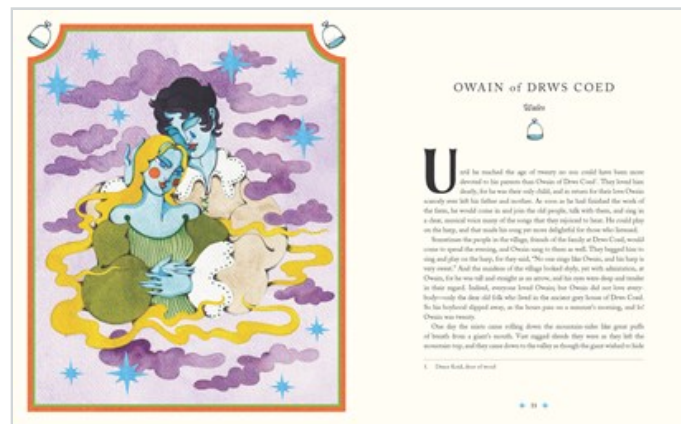 OWAIN of DRWS COED
Wales
Until he reached the age of twenty no one could have been more
devoted to his parents than Owain of Drws Coed¹. They loved him
dearly, for he was their only child, and in return for their love Owain
scarcely ever left his father and mother. As soon as he had finished the work of
the farm, he would come in and join the old people, talk with them, and sing in
a clear, musical voice many of the songs that they rejoiced to hear. He could play
on the harp, and that made his song yet more delightful for those who listened.
Sometimes the people in the village, friends of the family at Drws Coed, would
come to spend the evening, and Owain sang to them as well. They begged him to
sing and play on the harp, for they said, "No one sings like Owain, and his harp is
very sweet." And the maidens of the village looked shyly, yet with admiration, at
Owain, for he was tall and straight as an arrow, and his eyes were deep and tender
in their regard. Indeed, everyone loved Owain; but Owain did not love every-
body—only the dear old folk who lived in the ancient grey house of Drws Coed.
So his boyhood slipped away, as the hours pass on a summer's morning, and lo!
Owain was twenty.
One day the mists came rolling down the mountain-sides like great puffs
of breath from a giant's mouth. Vast ragged shreds they were as they left the
mountain-top, and they came down to the valley as though the giant wished to hide
1. door of wood